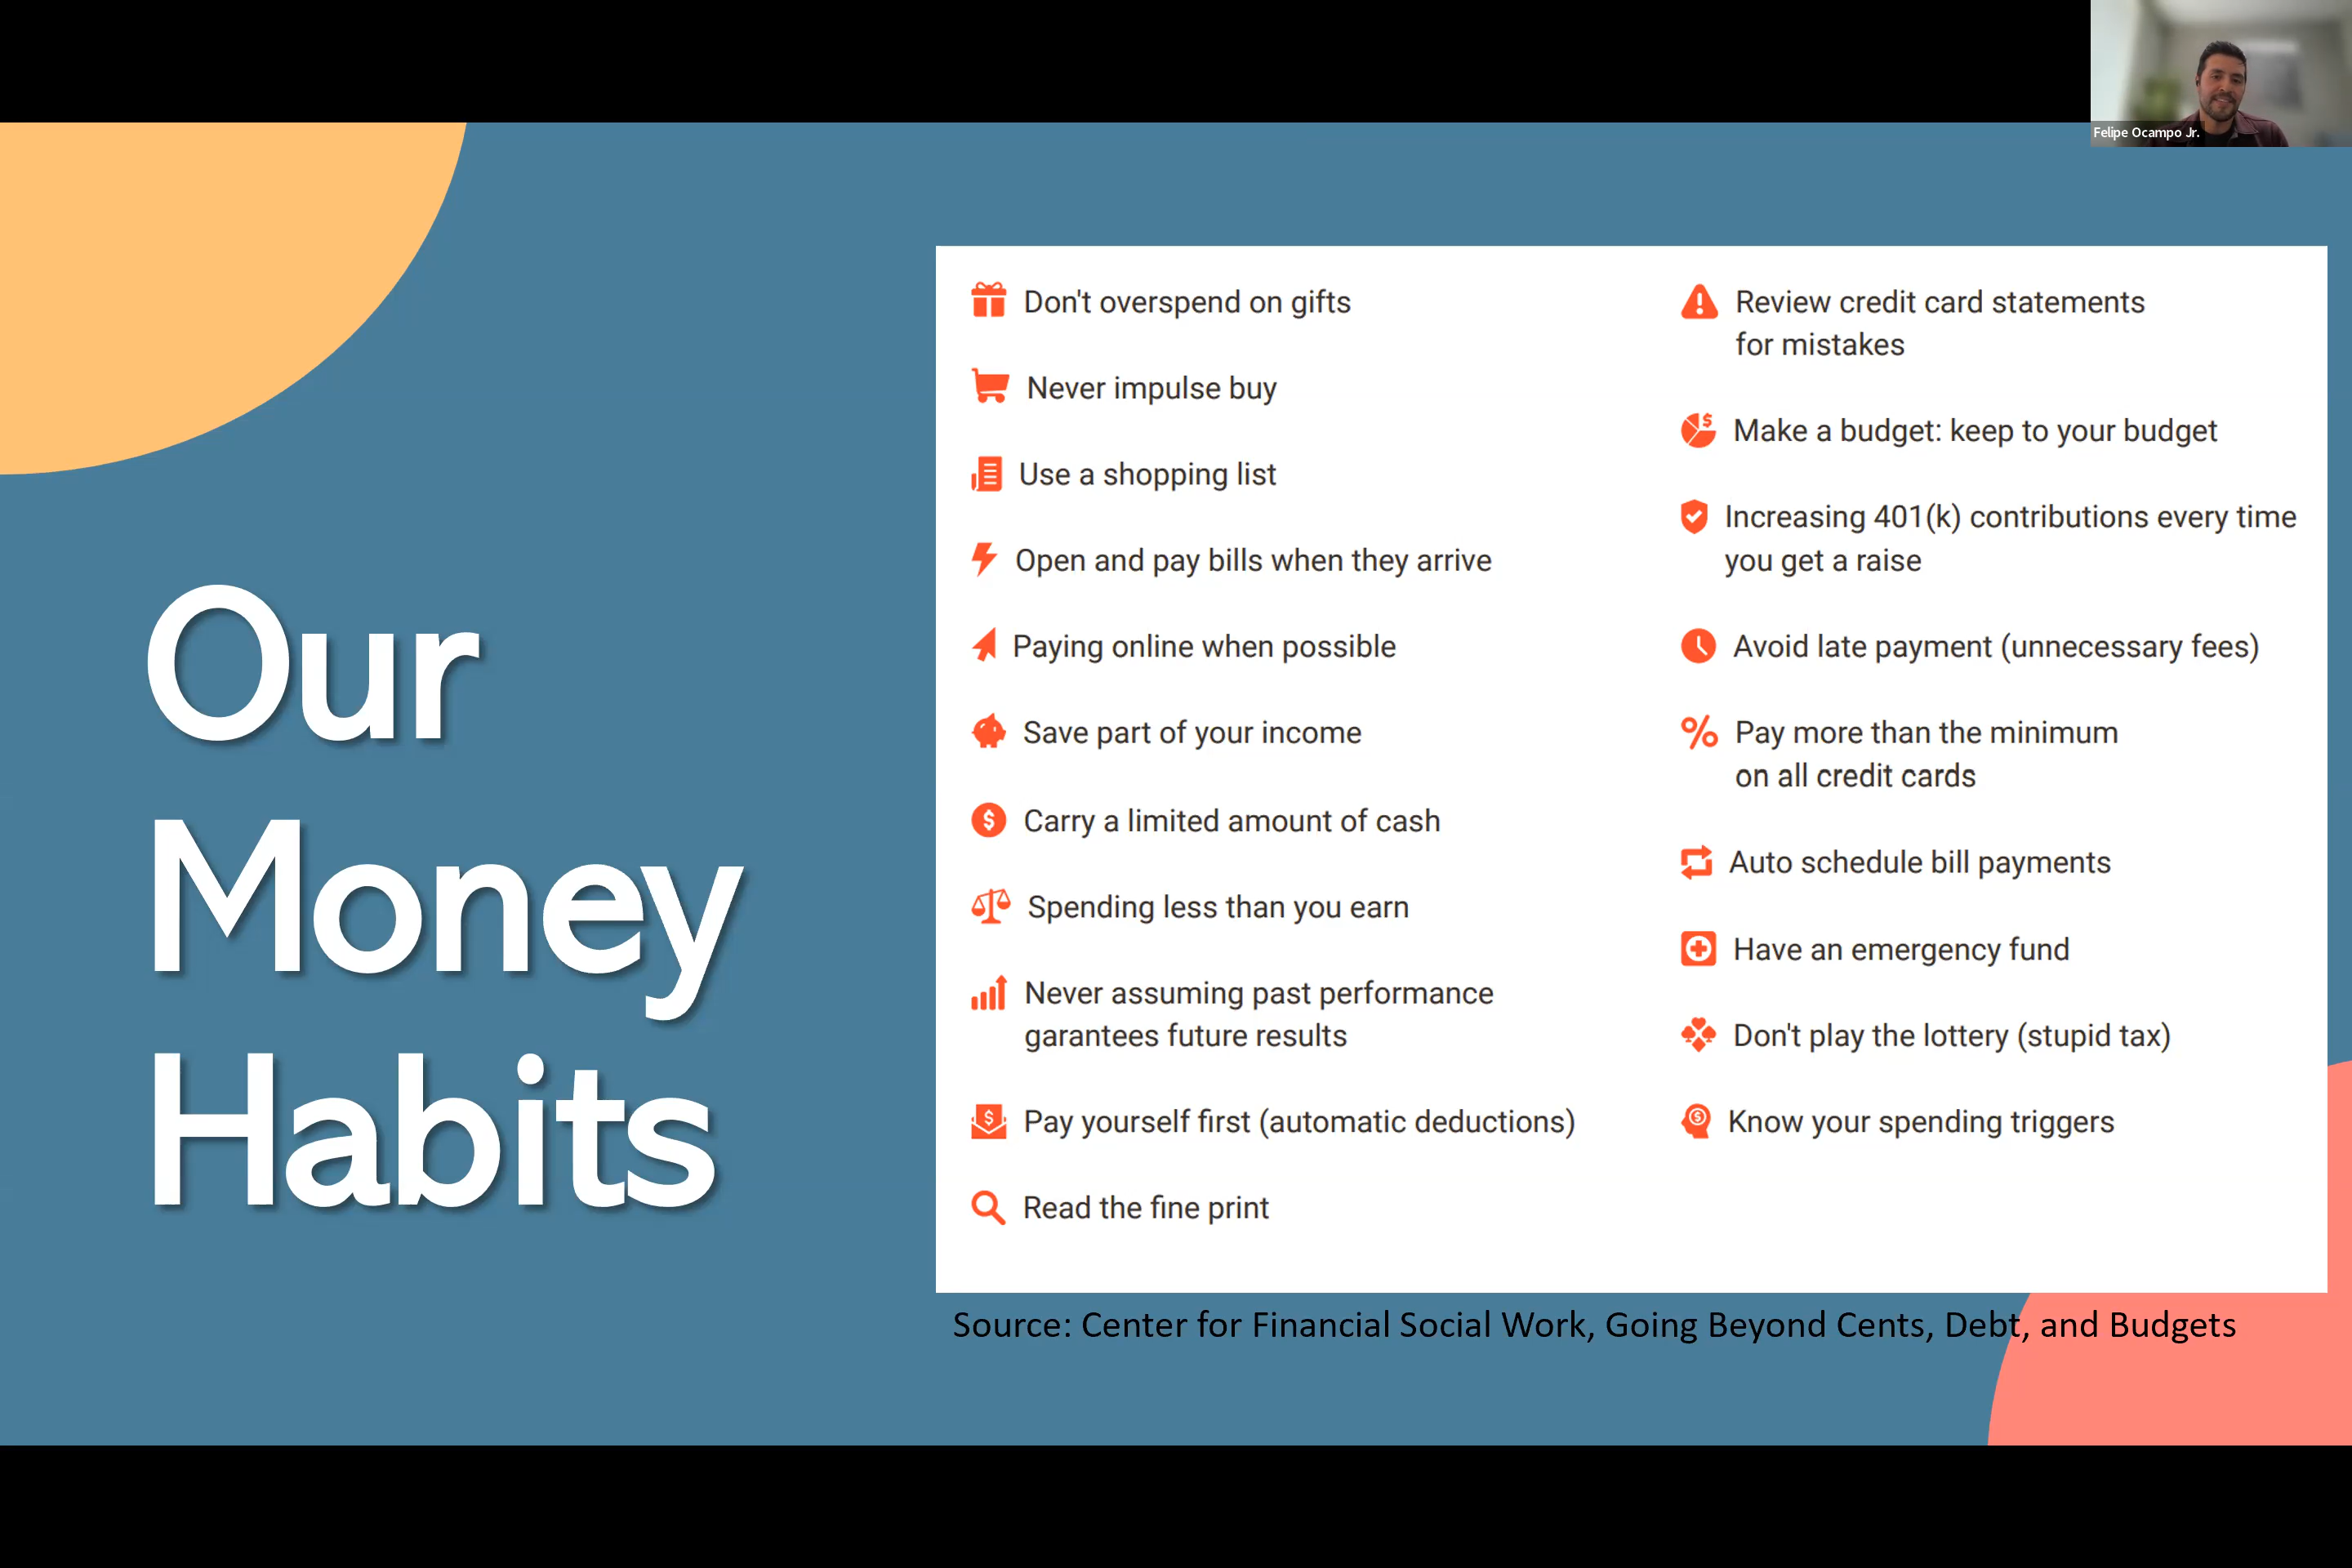 Felipe Ocampo Jr.
Our
Money
Habits
Don't overspend on gifts
Never impulse buy
Use a shopping list
Open and pay bills when they arrive
Paying online when possible
Save part of your income
Carry a limited amount of cash
Spending less than you earn
Never assuming past performance
garantees future results
Pay yourself first (automatic deductions)
Read the fine print
Review credit card statements
for mistakes
Make a budget: keep to your budget
Increasing 401(k) contributions every time
you get a raise
Avoid late payment (unnecessary fees)
Pay more than the minimum
on all credit cards
Auto schedule bill payments
Have an emergency fund
Don't play the lottery (stupid tax)
Know your spending triggers
Source: Center for Financial Social Work, Going Beyond Cents, Debt, and Budgets